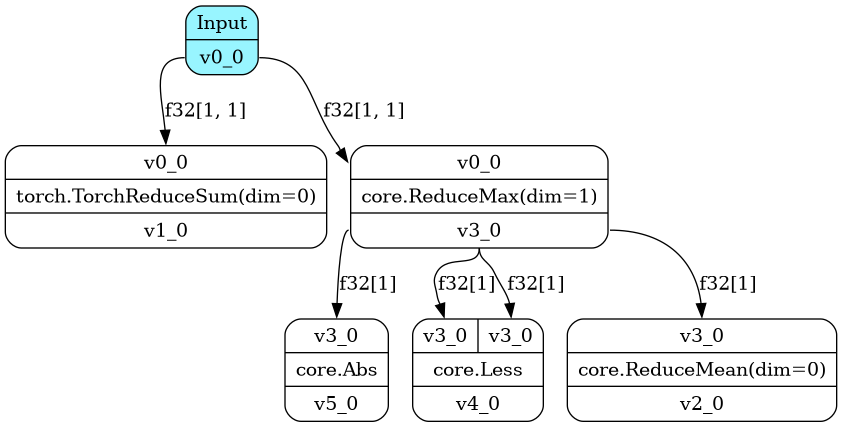 Input
v0_0
f32[1, 1]
f32[1, 1]
v0_0
torch.TorchReduceSum(dim=0)
v1_0
v0_0
core.ReduceMax(dim=1)
v3_0
f32[1]
f32[1]
f32[1]
f32[1]
v3_0
core.Abs
v5_0
v3_0
v3_0
core.Less
v4_0
v3_0
core.ReduceMean(dim=0)
v2_0